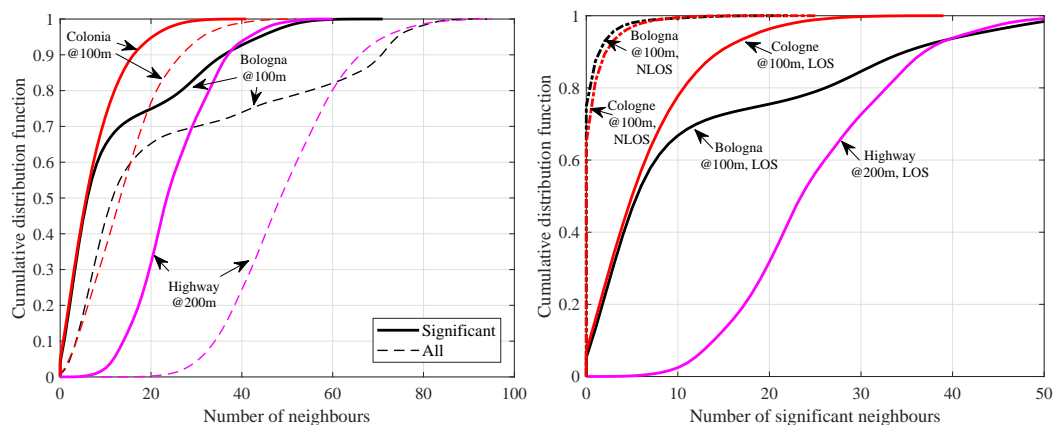 Cumulative distribution function
1
0.9
0.8
0.7
0.6
0.5
0.4
0.3
0.2
0.1
0
0
20
40
60
80
100
Number of neighbours
Colonia
@100m
Bologna
@100m
Highway
@200m
Significant
All
Cumulative distribution function
1
0.8
0.6
0.4
0.2
0
0
10
20
30
40
50
Number of significant neighbours
Bologna
@100m,
NLOS
Cologne
@100m, LOS
Cologne
@100m,
NLOS
Bologna
@100m, LOS
Highway
@200m, LOS